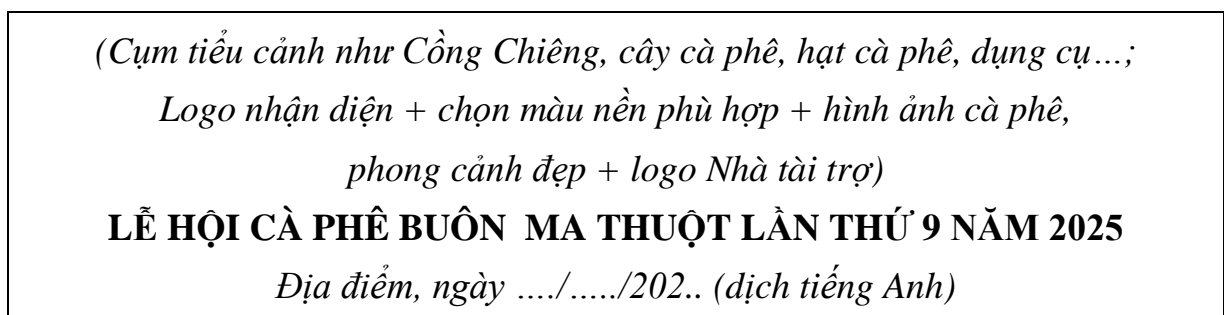 (Cụm tiểu cảnh như Cồng Chiêng, cây cà phê, hạt cà phê, dụng cụ…;
Logo nhận diện + chọn màu nền phù hợp + hình ảnh cà phê,
phong cảnh đẹp + logo Nhà tài trợ)
LỄ HỘI CÀ PHÊ BUÔN MA THUỘT LẦN THỨ 9 NĂM 2025
Địa điểm, ngày …./…../202.. (dịch tiếng Anh)